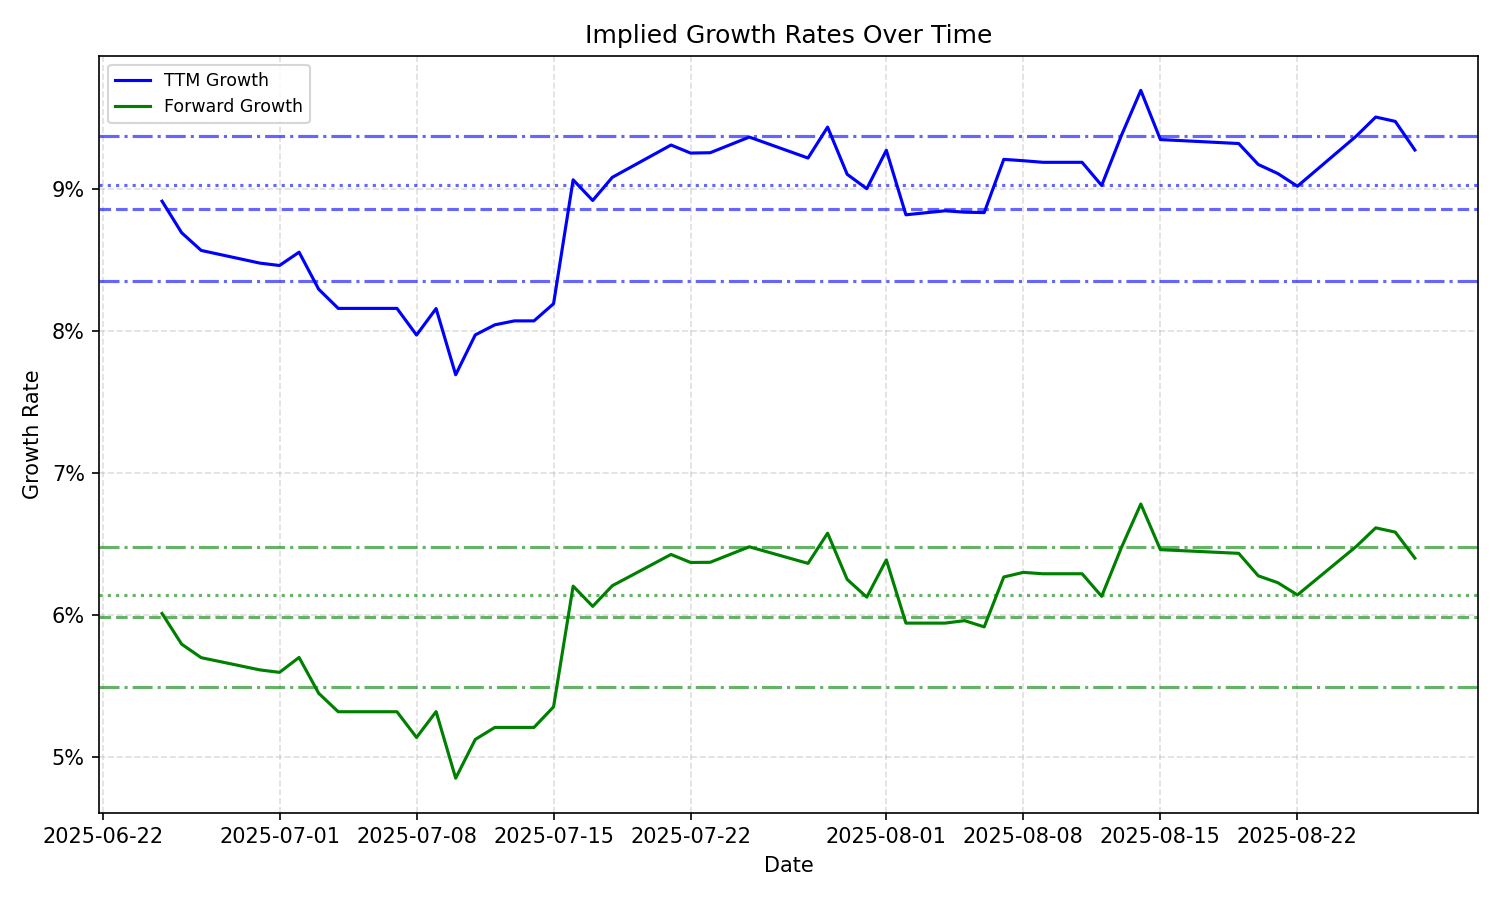 Implied Growth Rates Over Time
TTM Growth
Forward Growth
9%
8%
7%
6%
5%
Growth Rate
2025-06-22 2025-07-01 2025-07-08 2025-07-15 2025-07-22 2025-08-01 2025-08-08 2025-08-15 2025-08-22
Date